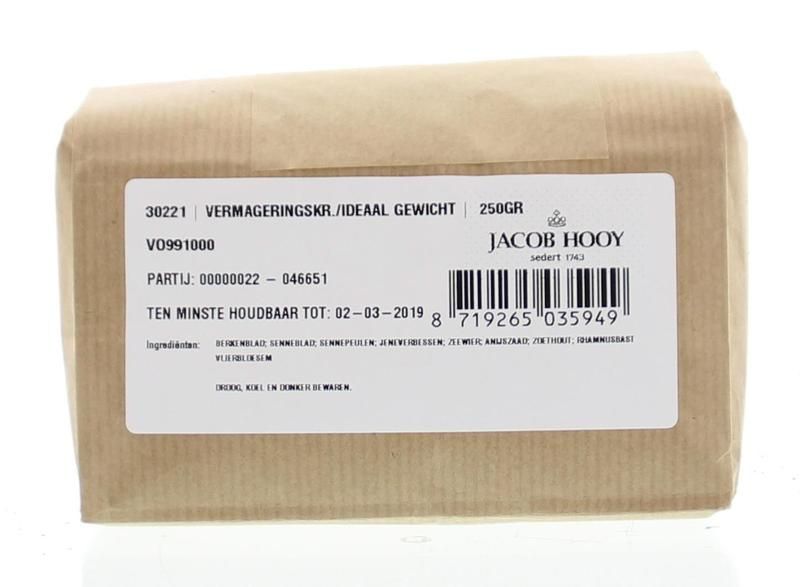 30221 | VERMAGERINGSKR./IDEAAL GEWICHT | 250GR
VO991000
JACOB HOOY
sedert 1743
PARTIJ: 00000022 - 046651
TEN MINSTE HOUDBAAR TOT: 02-03-2019
8 719265 035949
Ingrediënten: BERKENBLAD; SENNEBLAD; SENNEPEULEN; JENEVERBESSEN; ZEEWIER; ANIJSZAAD; ZOETHOUT; RHAMNUSBAST
VLIERBLOESEM
DROOG, KOEL EN DONKER BEWAREN.